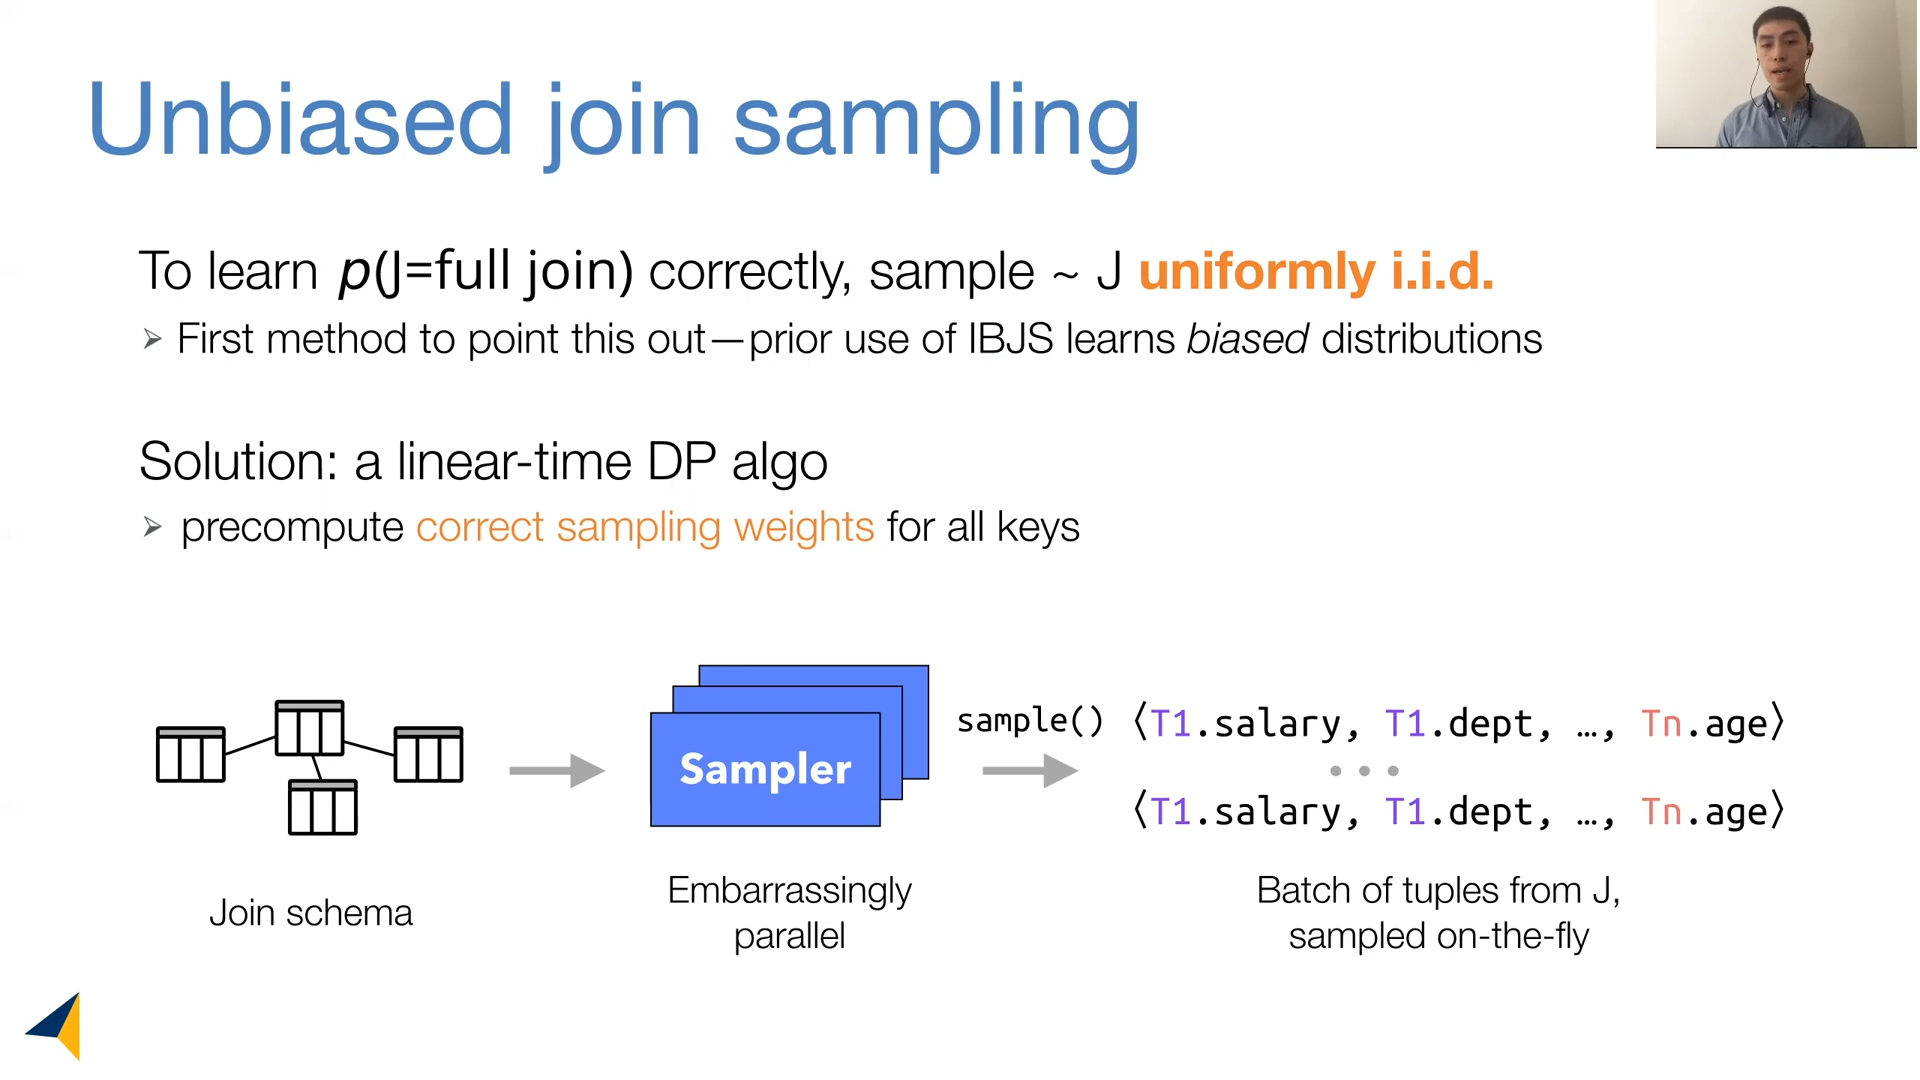 Unbiased join sampling
To learn p(J=full join) correctly, sample ~ J uniformly i.i.d.
➢ First method to point this out—prior use of IBJS learns biased distributions
Solution: a linear-time DP algo
➢ precompute correct sampling weights for all keys
Sampler
sample()
⟨T1.salary, T1.dept, …, Tn.age⟩
• • •
⟨T1.salary, T1.dept, …, Tn.age⟩
Join schema
Embarrassingly
parallel
Batch of tuples from J,
sampled on-the-fly